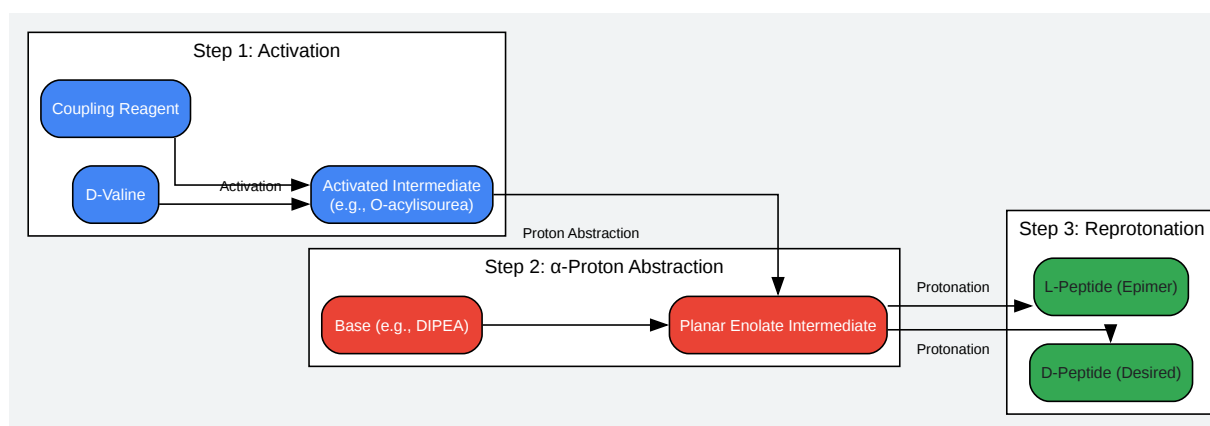 Step 1: Activation
Coupling Reagent
D-Valine
Activation
Activated Intermediate
(e.g., O-acylisourea)
Proton Abstraction
Step 2: α-Proton Abstraction
Base (e.g., DIPEA)
Planar Enolate Intermediate
Protonation
Protonation
Step 3: Reprotonation
L-Peptide (Epimer)
D-Peptide (Desired)